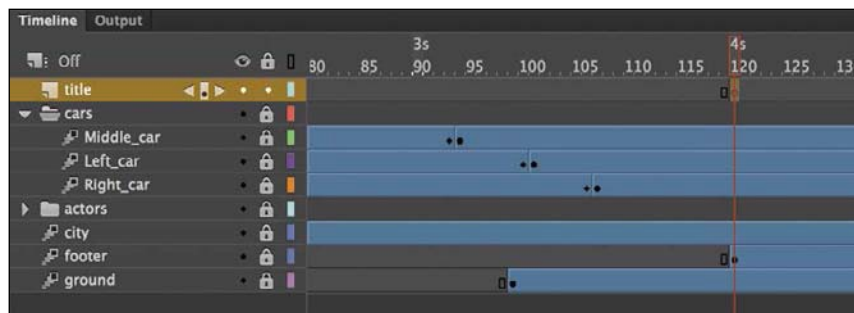 Timeline Output
3s 4s
Off 80 85 90 95 100 105 110 115 120 125 13
title
cars
Middle_car
Left_car
Right_car
actors
city
footer
ground